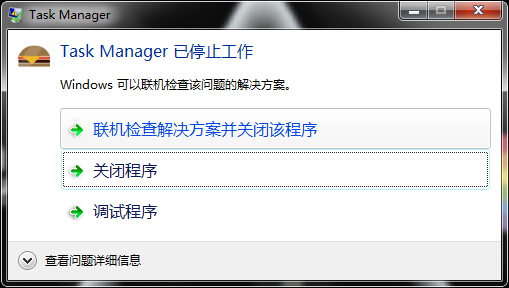 Task Manager
Task Manager 已停止工作
Windows 可以联机检查该问题的解决方案。
联机检查解决方案并关闭该程序
关闭程序
调试程序
查看问题详细信息